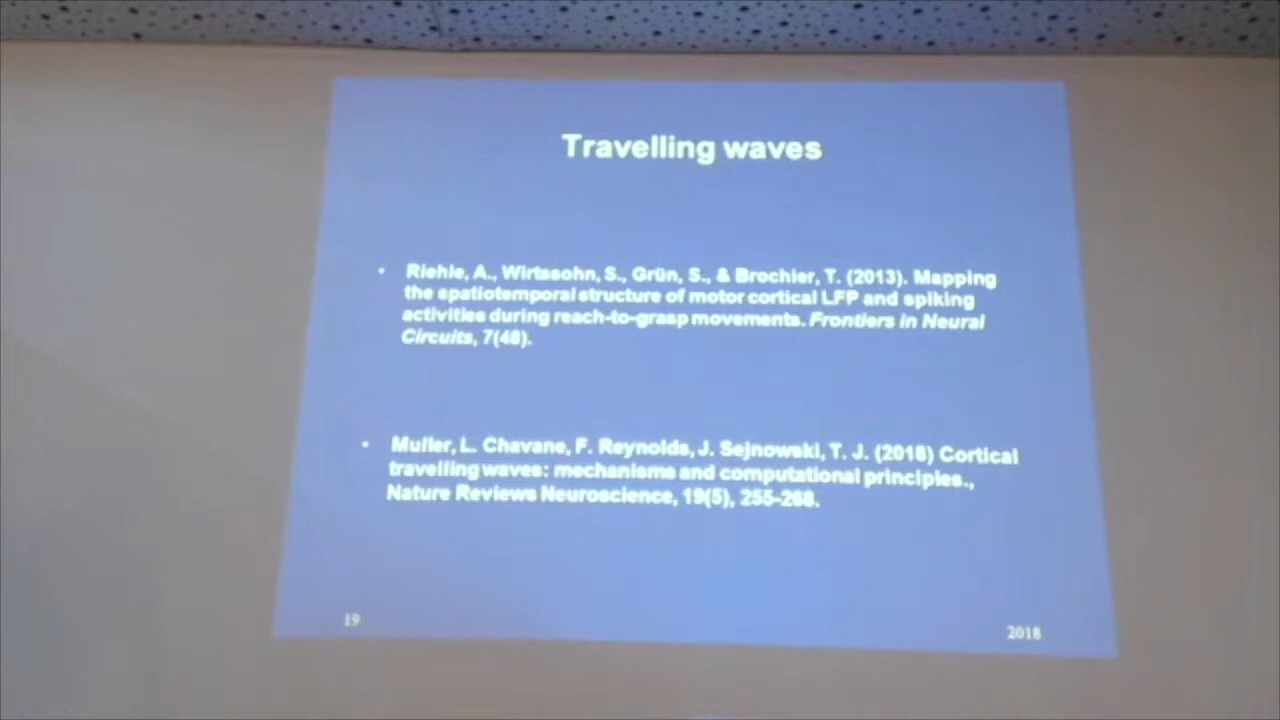 Travelling waves
• Riehle, A., Wirtssohn, S., Grün, S., & Brochier, T. (2013). Mapping
the spatiotemporal structure of motor cortical LFP and spiking
activities during reach-to-grasp movements. Frontiers in Neural
Circuits, 7(48).
• Muller, L. Chavane, F. Reynolds, J. Sejnowski, T. J. (2018) Cortical
travelling waves: mechanisms and computational principles.,
Nature Reviews Neuroscience, 19(5), 255-268.
19
2018